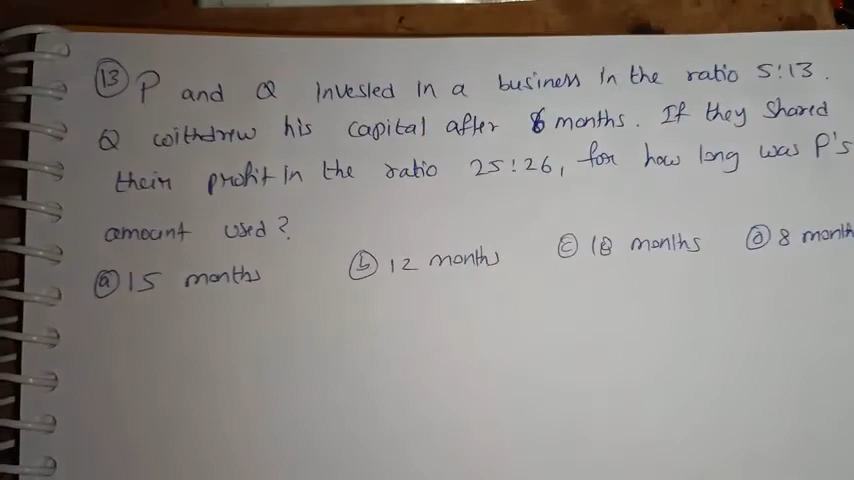 13 P and Q invested in a business in the ratio 5:13.
Q withdrew his capital after 6 months. If they shared
their profit in the ratio 25:26, for how long was P's
amount used?
a 15 months b 12 months c 18 months d 8 month